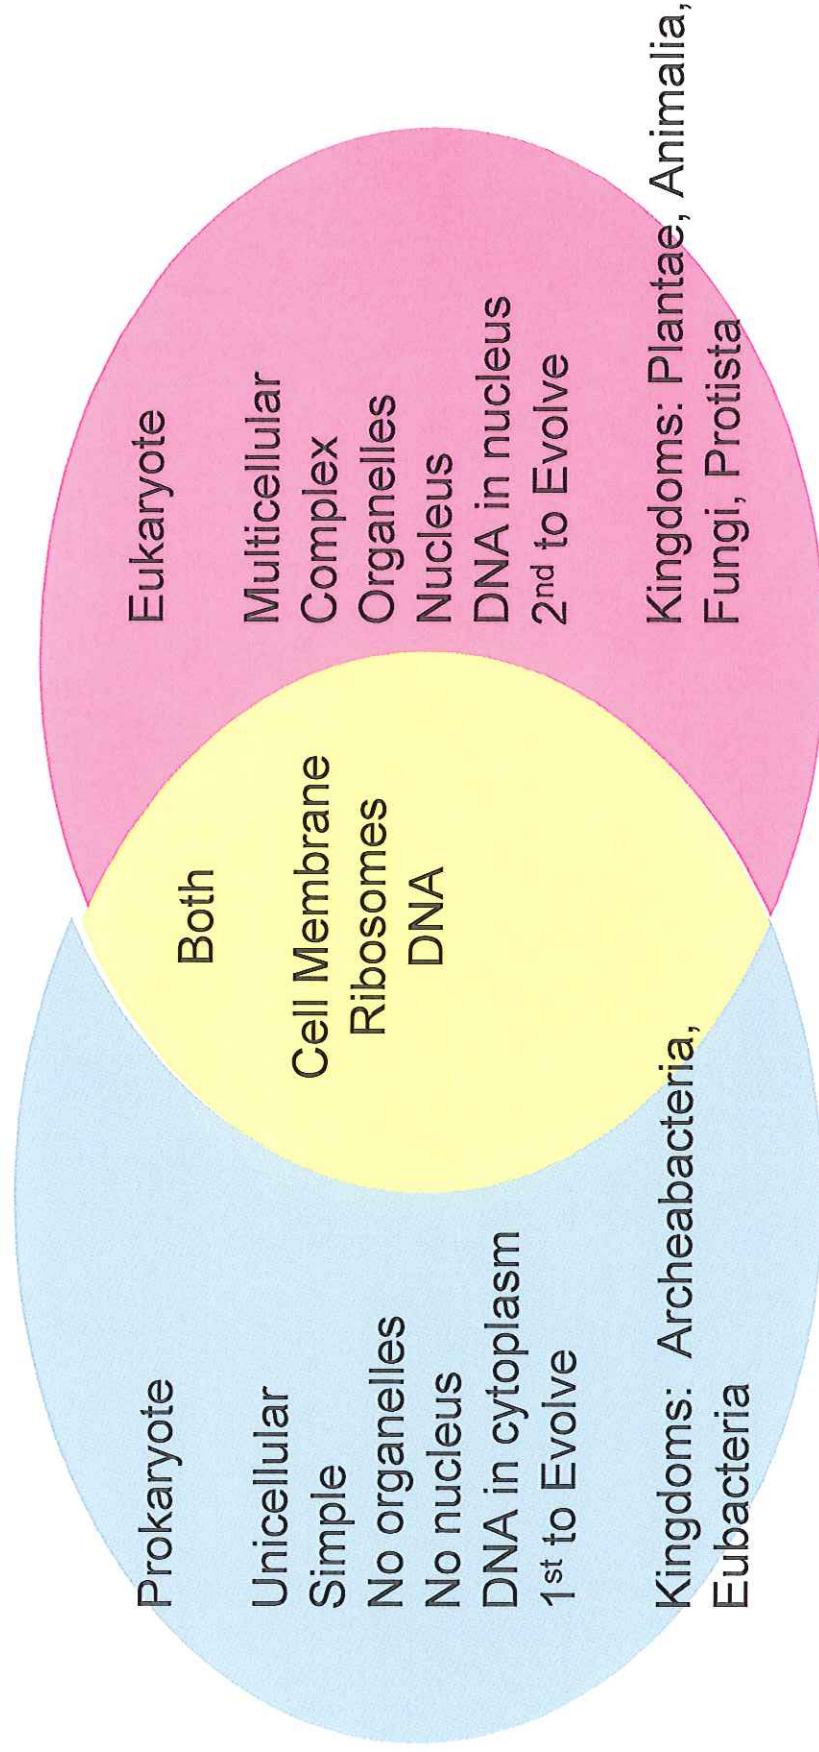 Prokaryote
Unicellular
Simple
No organelles
No nucleus
DNA in cytoplasm
1st to Evolve
Kingdoms: Archeabacteria,
Eubacteria
Both
Cell Membrane
Ribosomes
DNA
Eukaryote
Multicellular
Complex
Organelles
Nucleus
DNA in nucleus
2nd to Evolve
Kingdoms: Plantae, Animalia,
Fungi, Protista